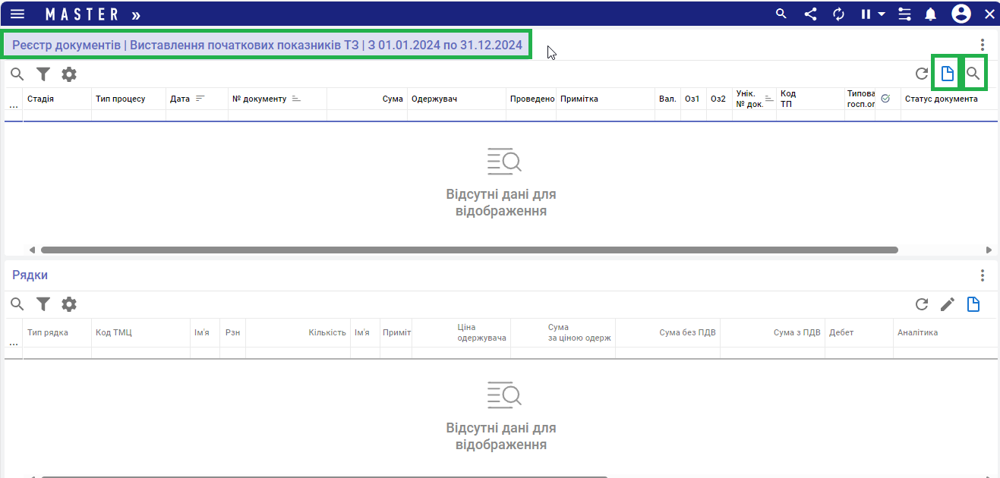 MASTER »
Реєстр документів | Виставлення початкових показників ТЗ | З 01.01.2024 по 31.12.2024
... Стадія Тип процесу Дата № документу Сума Одержувач Проведено Примітка Вал. Оз1 Оз2 Унік. Код Типова Статус документа
№ док. ТП госп.оп
Відсутні дані для
відображення
Рядки
... Тип рядка Код ТМЦ Ім'я Рзн Кількість Ім'я Приміт Ціна Сума Сума без ПДВ Сума з ПДВ Дебет Аналітика
одержувача за ціною одерж
Відсутні дані для
відображення